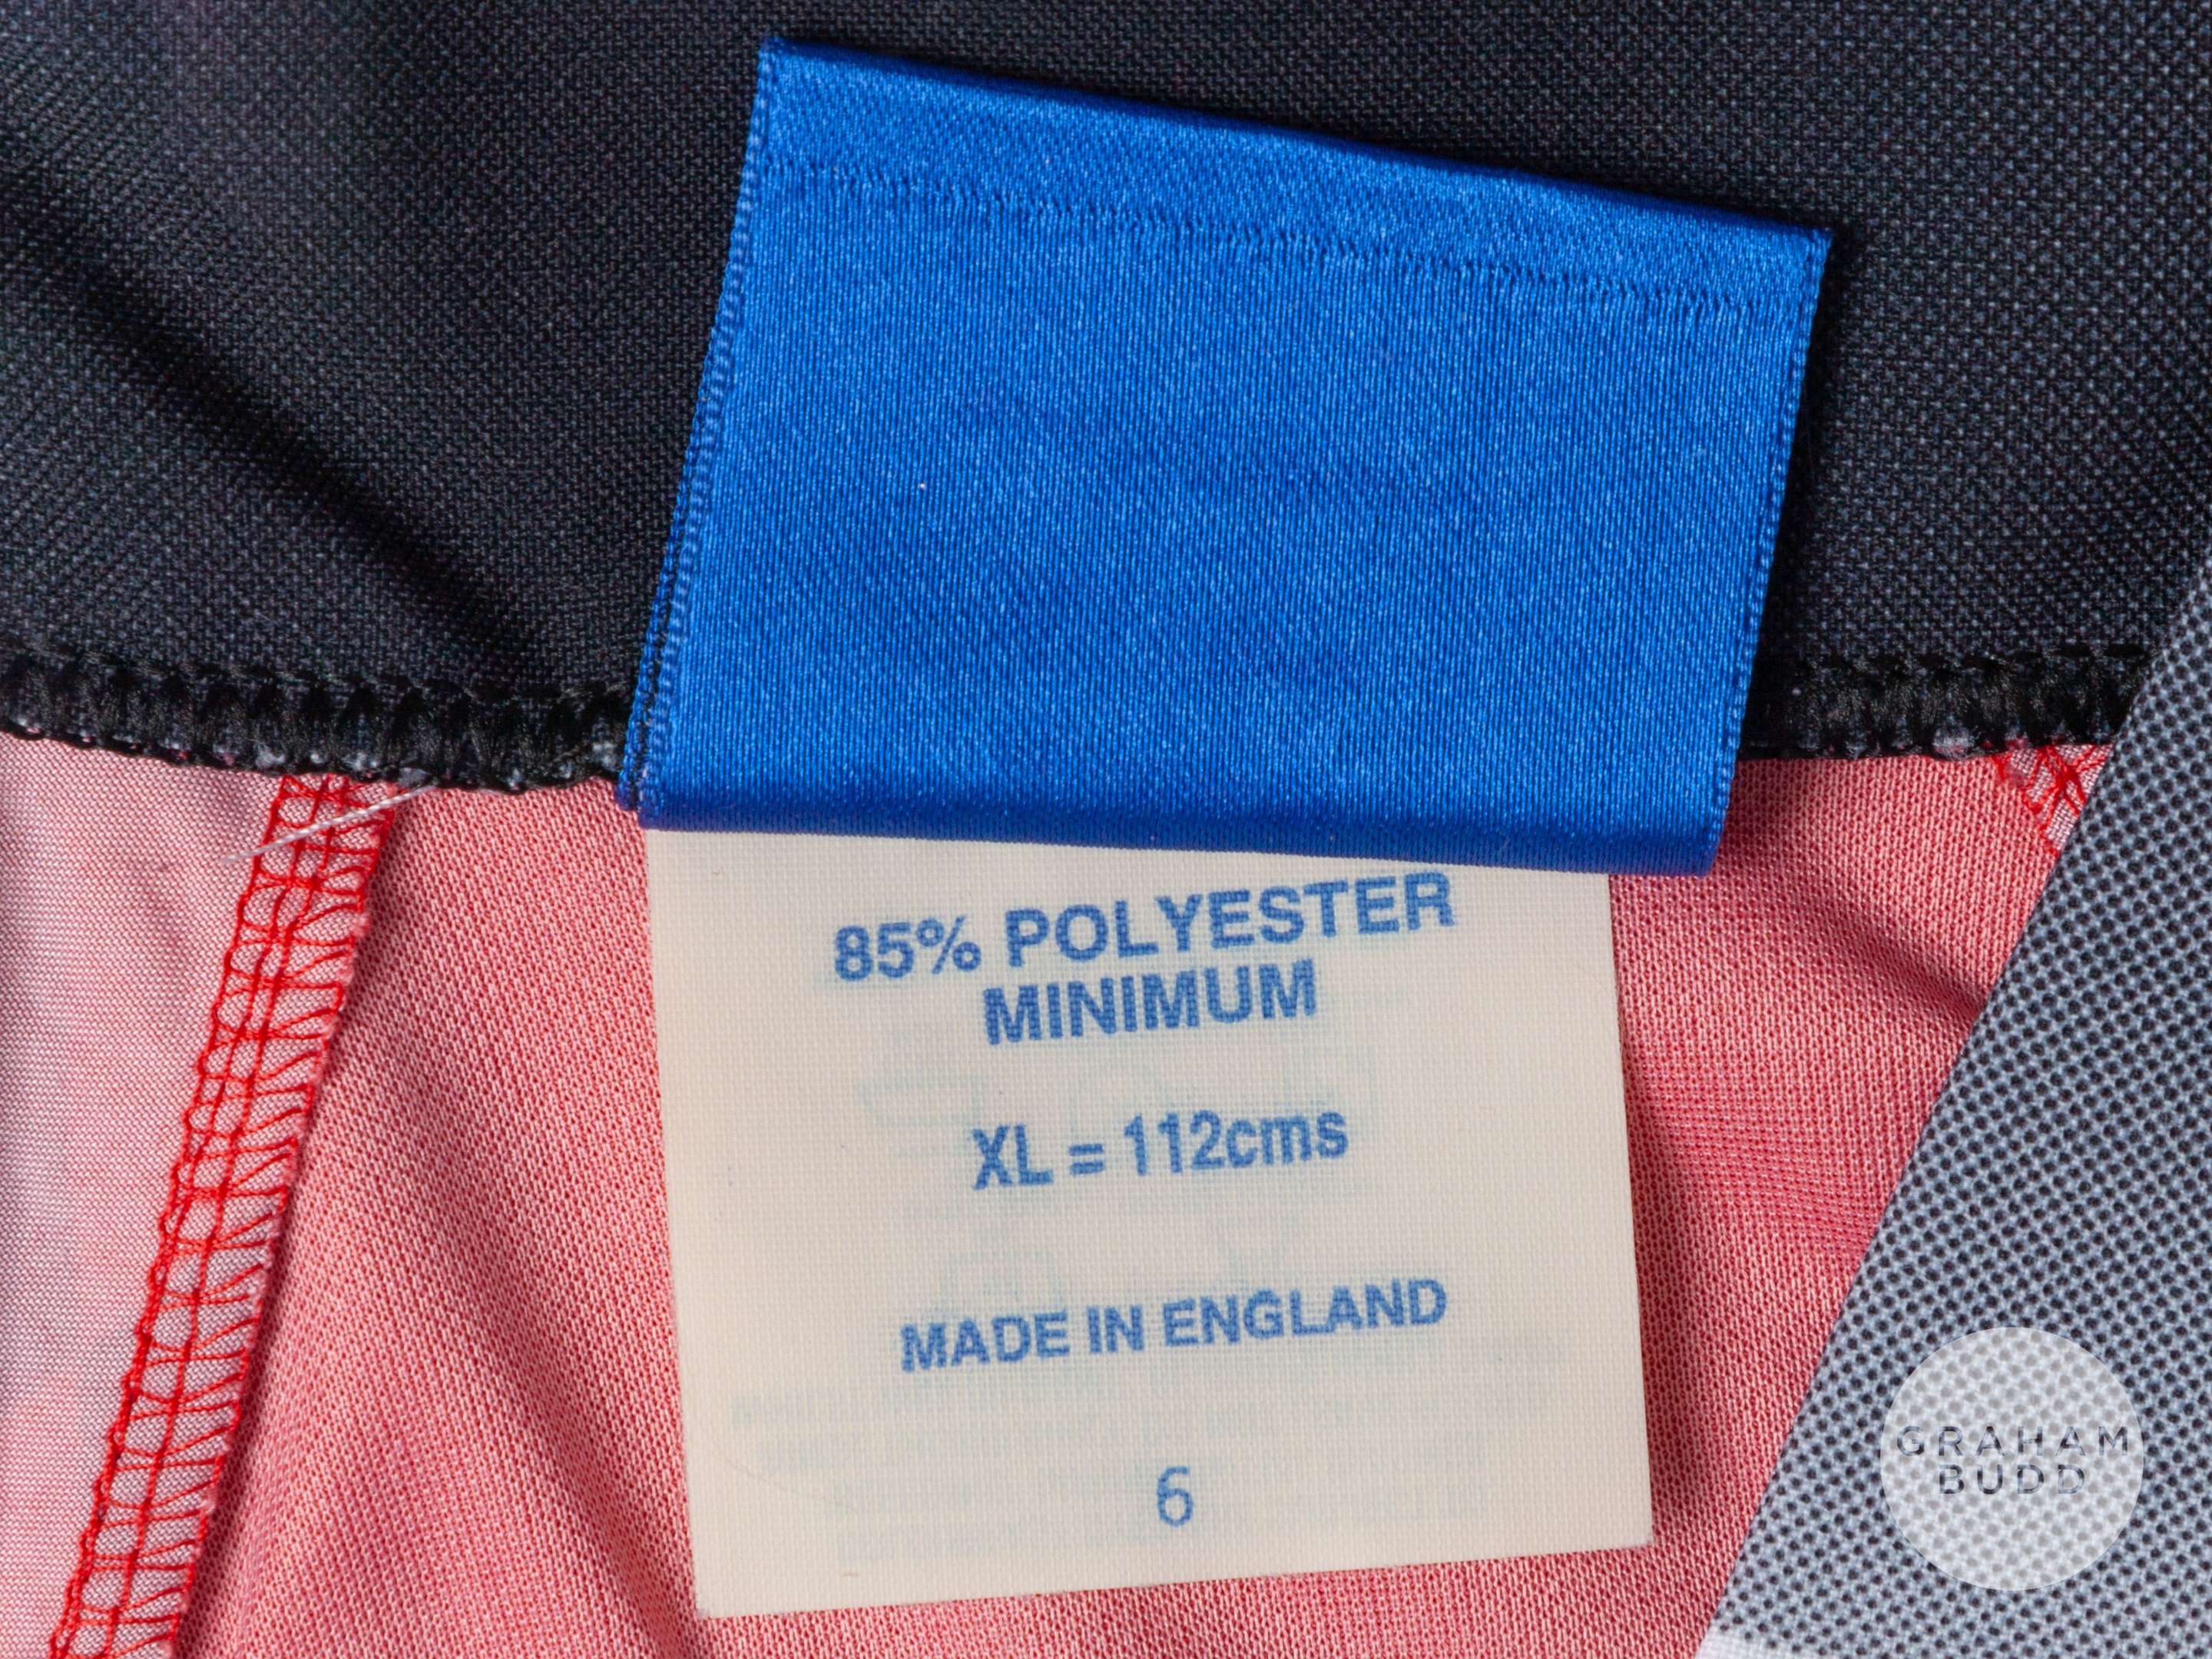 85% POLYESTER
MINIMUM
XL = 112cms
MADE IN ENGLAND
6
GRAHAM
BUDD